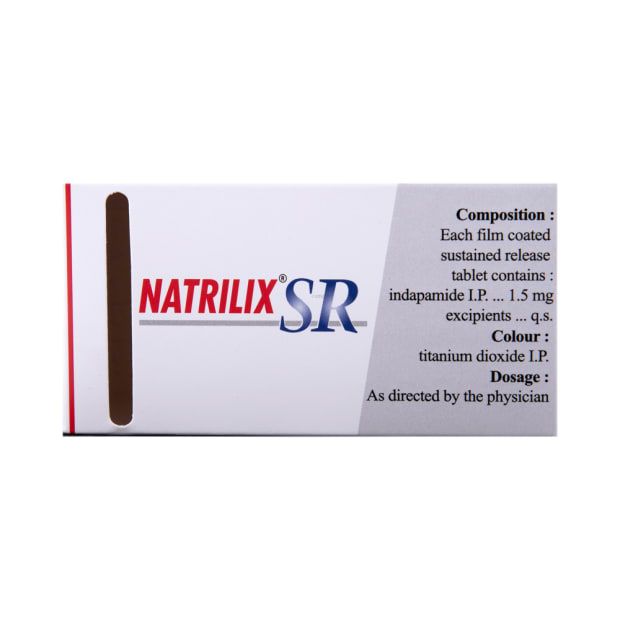 NATRILIX® SR
Composition :
Each film coated
sustained release
tablet contains :
indapamide I.P. ... 1.5 mg
excipients ... q.s.
Colour :
titanium dioxide I.P.
Dosage :
As directed by the physician